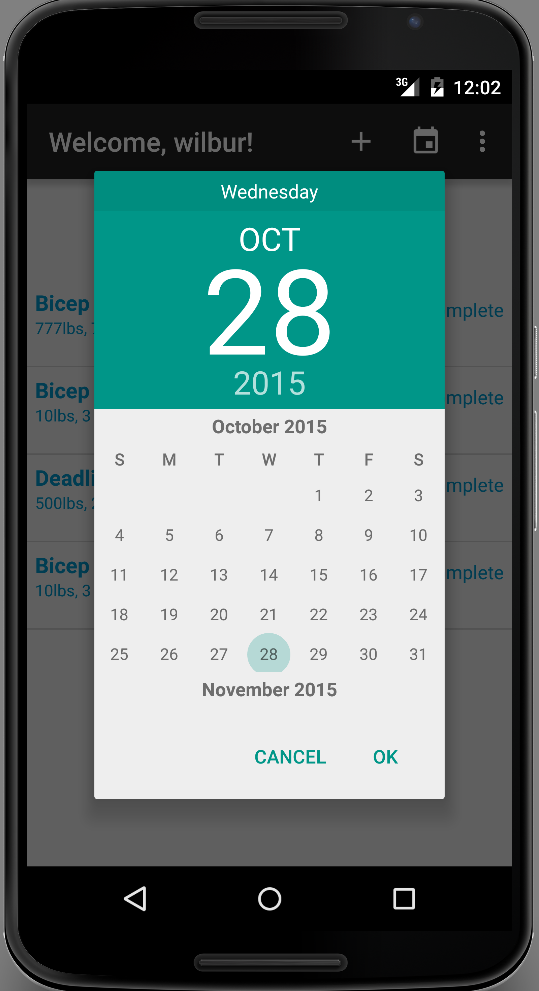 3G 12:02
Welcome, wilbur!
Wednesday
OCT
28
2015
October 2015
S M T W T F S
1 2 3
4 5 6 7 8 9 10
11 12 13 14 15 16 17
18 19 20 21 22 23 24
25 26 27 28 29 30 31
November 2015
CANCEL OK
Bicep
777lbs,
mplete
Bicep
10lbs, 3
mplete
Deadli
500lbs,
mplete
Bicep
10lbs, 3
mplete